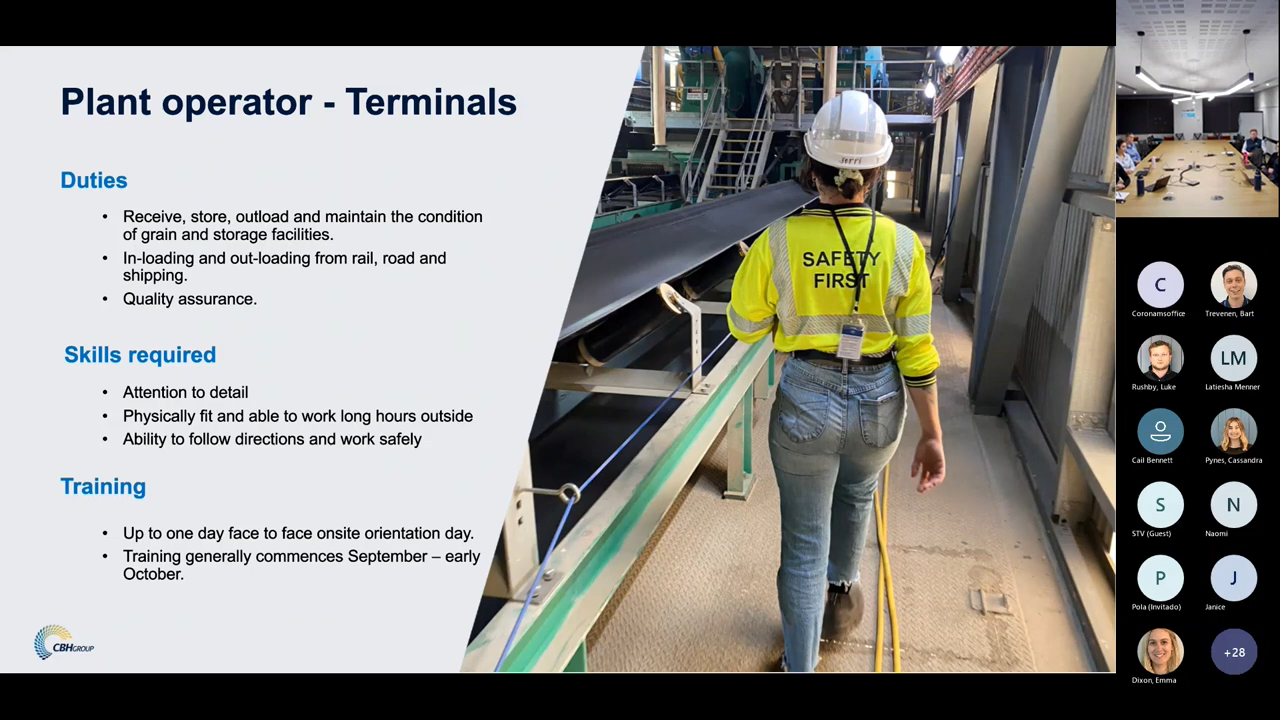 Plant operator - Terminals
Duties
• Receive, store, outload and maintain the condition
of grain and storage facilities.
• In-loading and out-loading from rail, road and
shipping.
• Quality assurance.
Skills required
• Attention to detail
• Physically fit and able to work long hours outside
• Ability to follow directions and work safely
Training
• Up to one day face to face onsite orientation day.
• Training generally commences September – early
October.
CBHGROUP
Jerri
SAFETY
FIRST
C
Coronamsoffice
Trevenen, Bart
Rushby, Luke
LM
Latiesha Menner
Cail Bennett
Pynes, Cassandra
S
STV (Guest)
N
Naomi
P
Pola (Invitado)
J
Janice
Dixon, Emma
+28